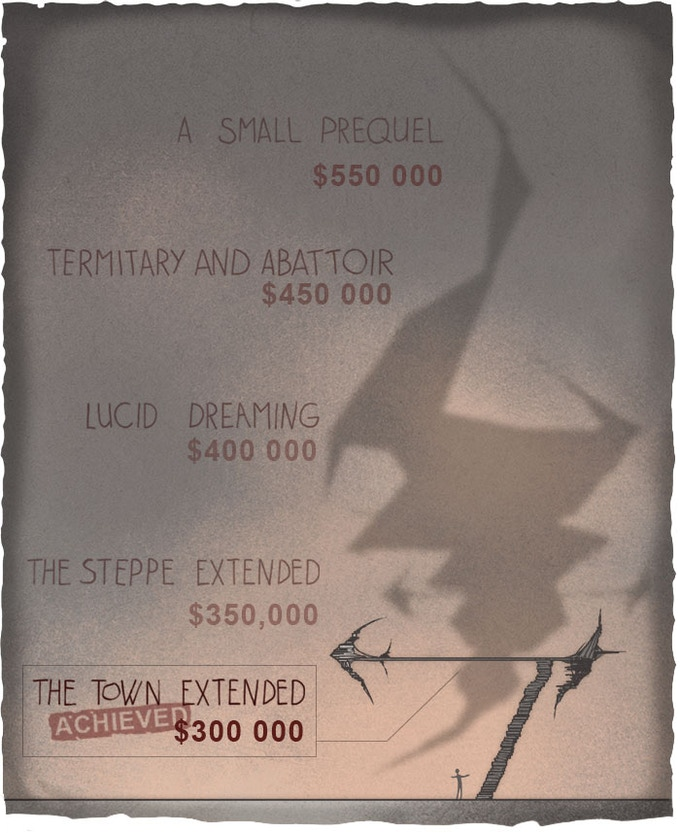 A SMALL PREQUEL
$550 000
TERMITARY AND ABATTOIR
$450 000
LUCID DREAMING
$400 000
THE STEPPE EXTENDED
$350,000
THE TOWN EXTENDED
ACHIEVED
$300 000